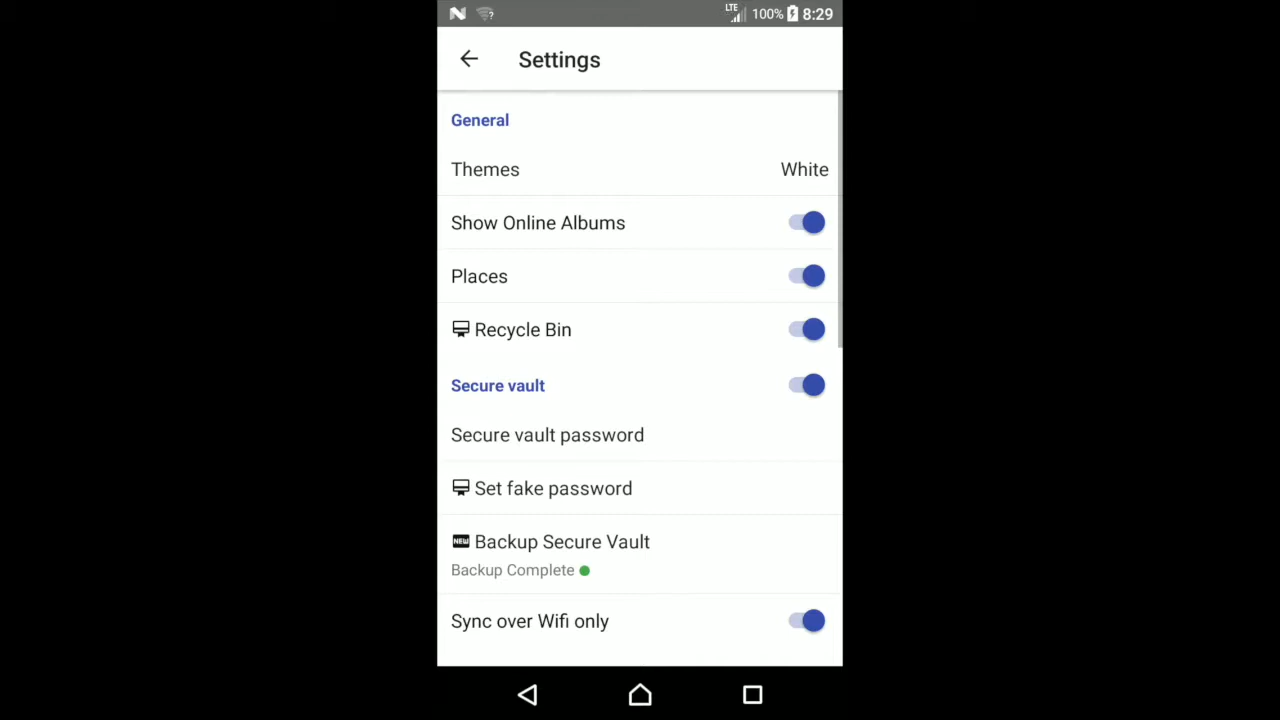 LTE 100% 8:29
Settings
General
Themes White
Show Online Albums
Places
Recycle Bin
Secure vault
Secure vault password
Set fake password
NEW Backup Secure Vault
Backup Complete
Sync over Wifi only